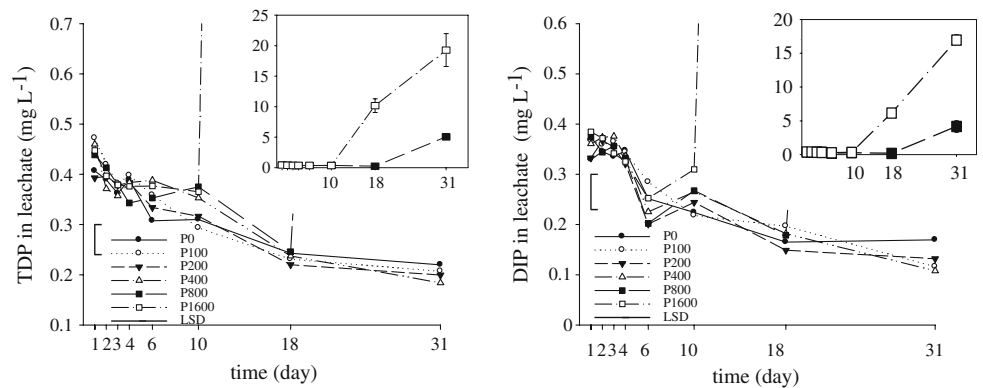 TDP in leachate (mg L-1)
0.7
0.6
0.5
0.4
0.3
0.2
0.1
25
20
15
10
5
0
10 18 31
P0
P100
P200
P400
P800
P1600
LSD
1 2 3 4 6 10 18 31
time (day)
DIP in leachate (mg L-1)
0.6
0.5
0.4
0.3
0.2
0.1
0
20
15
10
5
0
10 18 31
P0
P100
P200
P400
P800
P1600
LSD
1 2 3 4 6 10 18 31
time (day)